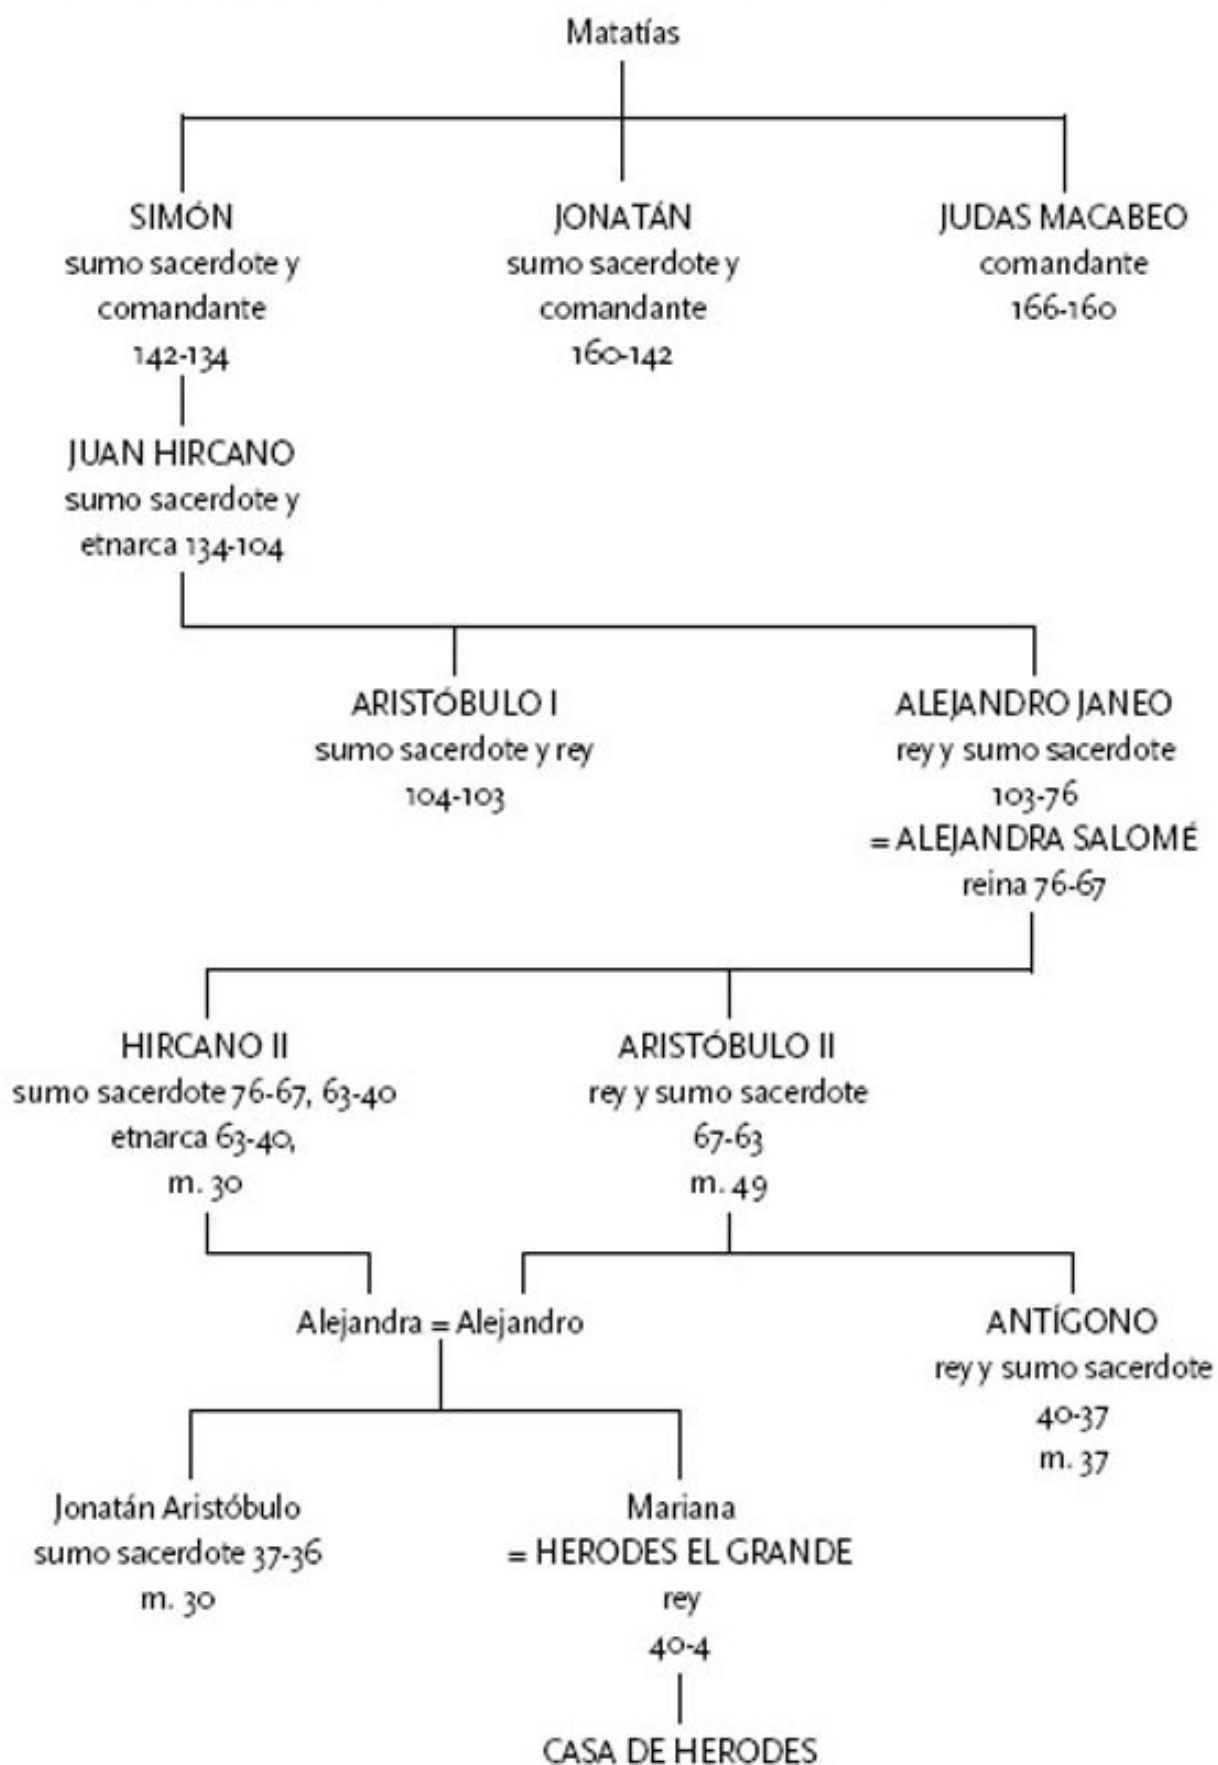 Matatías
SIMÓN
sumo sacerdote y
comandante
142-134
JONATÁN
sumo sacerdote y
comandante
160-142
JUDAS MACABEO
comandante
166-160
JUAN HIRCANO
sumo sacerdote y
etnarca 134-104
ARISTÓBULO I
sumo sacerdote y rey
104-103
ALEJANDRO JANEO
rey y sumo sacerdote
103-76
= ALEJANDRA SALOMÉ
reina 76-67
HIRCANO II
sumo sacerdote 76-67, 63-40
etnarca 63-40,
m. 30
ARISTÓBULO II
rey y sumo sacerdote
67-63
m. 49
Alejandra = Alejandro
ANTÍGONO
rey y sumo sacerdote
40-37
m. 37
Jonatán Aristóbulo
sumo sacerdote 37-36
m. 30
Mariana
= HERODES EL GRANDE
rey
40-4
CASA DE HERODES